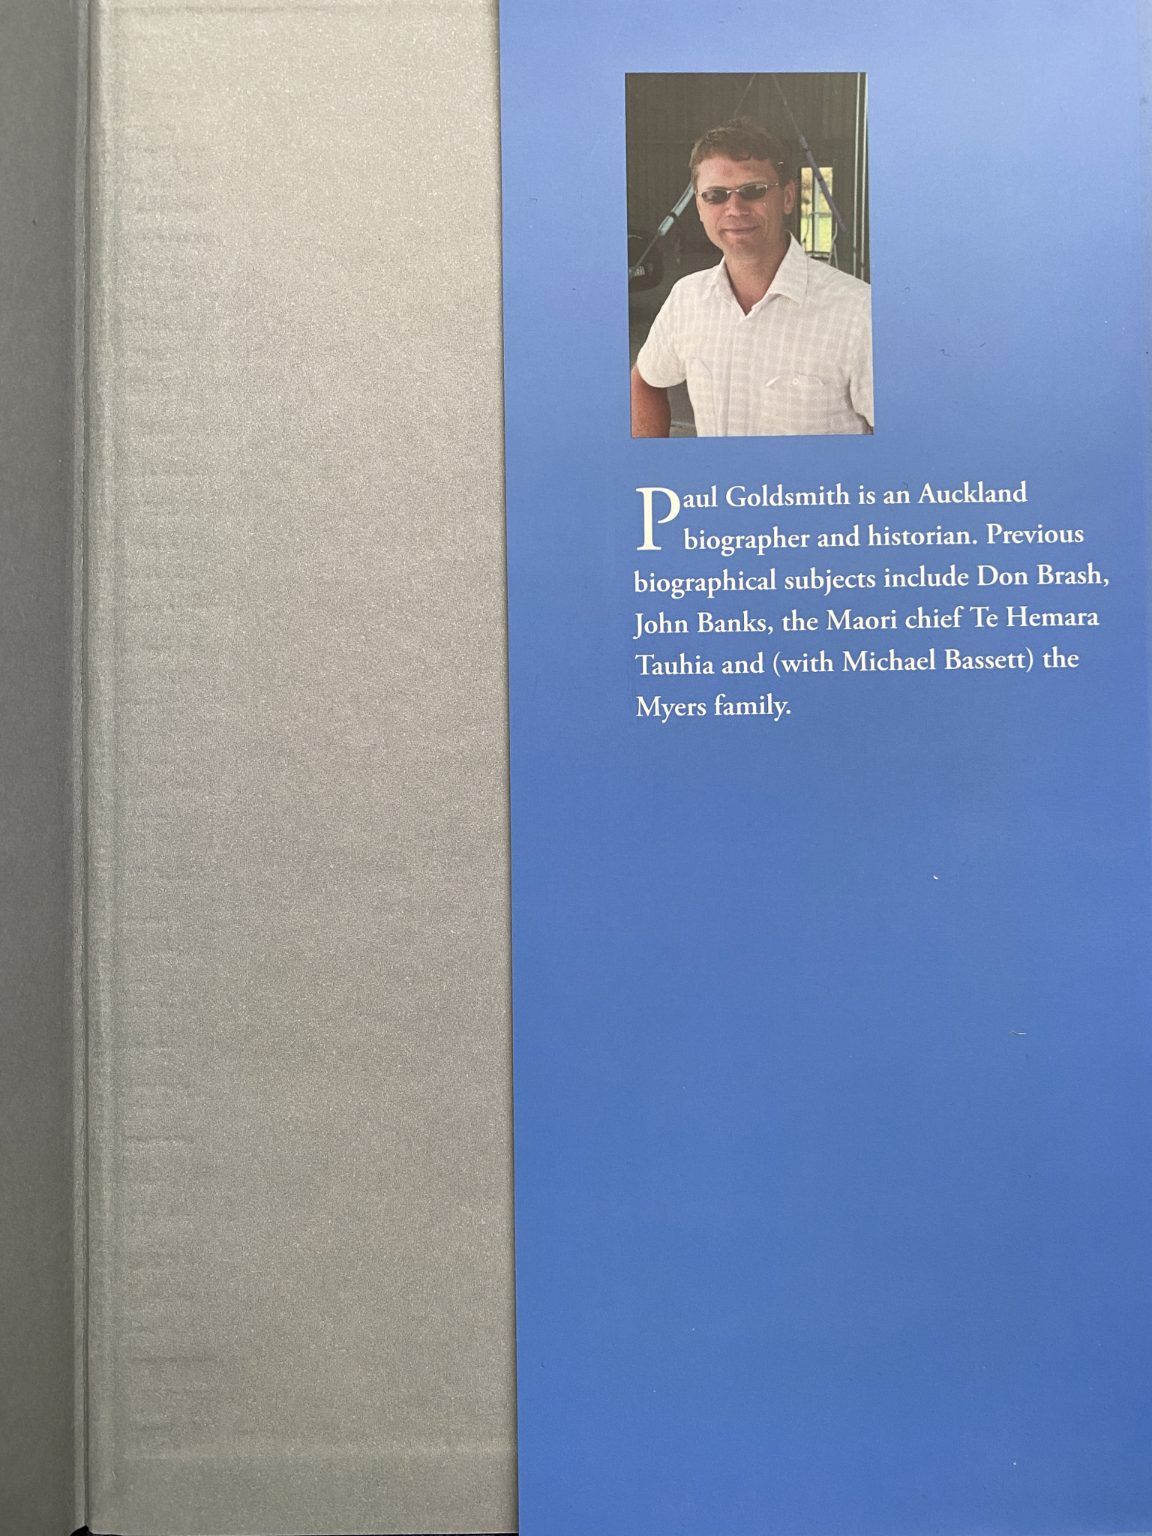 Paul Goldsmith is an Auckland
biographer and historian. Previous
biographical subjects include Don Brash,
John Banks, the Maori chief Te Hemara
Tauhia and (with Michael Bassett) the
Myers family.